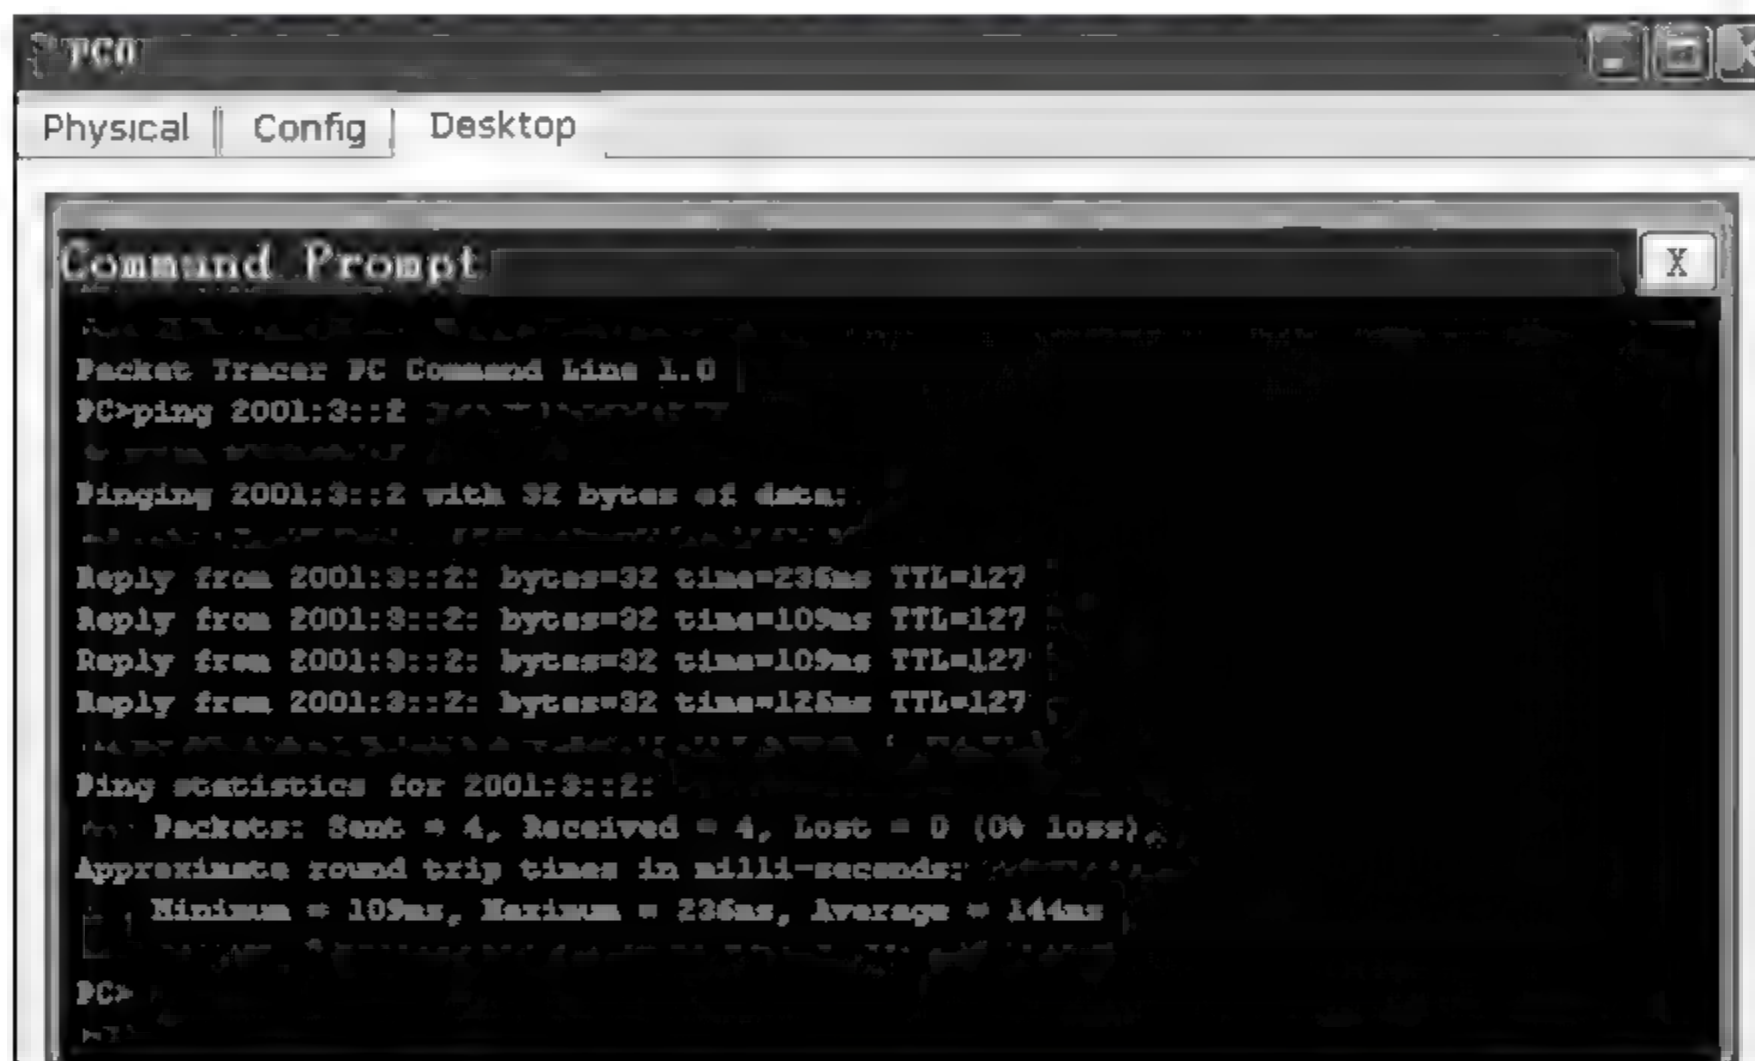 PC0
Physical Config Desktop
Command Prompt
X
Packet Tracer PC Command Line 1.0
PC>ping 2001:3::2
Pinging 2001:3::2 with 32 bytes of data:
Reply from 2001:3::2: bytes=32 time=236ms TTL=127
Reply from 2001:3::2: bytes=32 time=109ms TTL=127
Reply from 2001:3::2: bytes=32 time=109ms TTL=127
Reply from 2001:3::2: bytes=32 time=125ms TTL=127
Ping statistics for 2001:3::2:
Packets: Sent = 4, Received = 4, Lost = 0 (0% loss),
Approximate round trip times in milli-seconds:
Minimum = 109ms, Maximum = 236ms, Average = 144ms
PC>